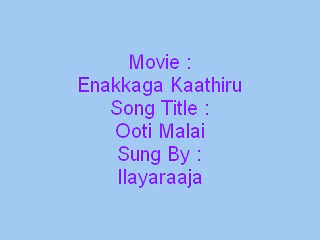 Movie :
Enakkaga Kaathiru
Song Title :
Ooti Malai
Sung By :
Ilayaraaja